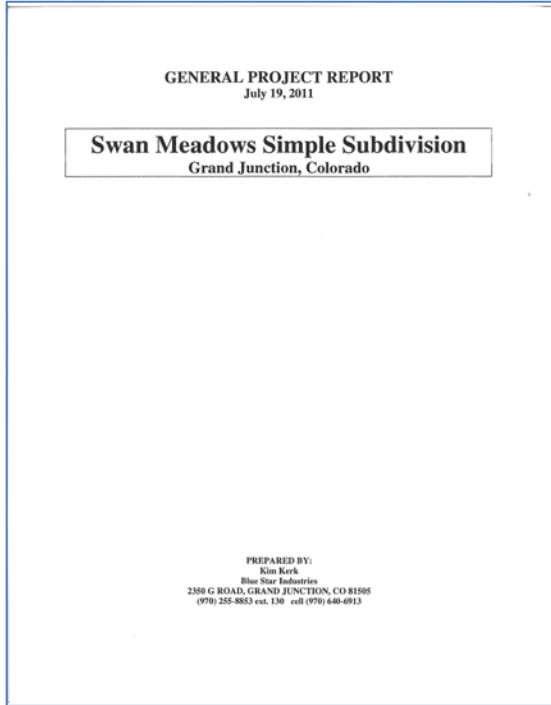 GENERAL PROJECT REPORT
July 19, 2011
Swan Meadows Simple Subdivision
Grand Junction, Colorado
PREPARED BY:
Kim Kerk
Blue Star Industries
2350 G ROAD, GRAND JUNCTION, CO 81505
(970) 255-8853 ext. 130 cell (970) 640-6913